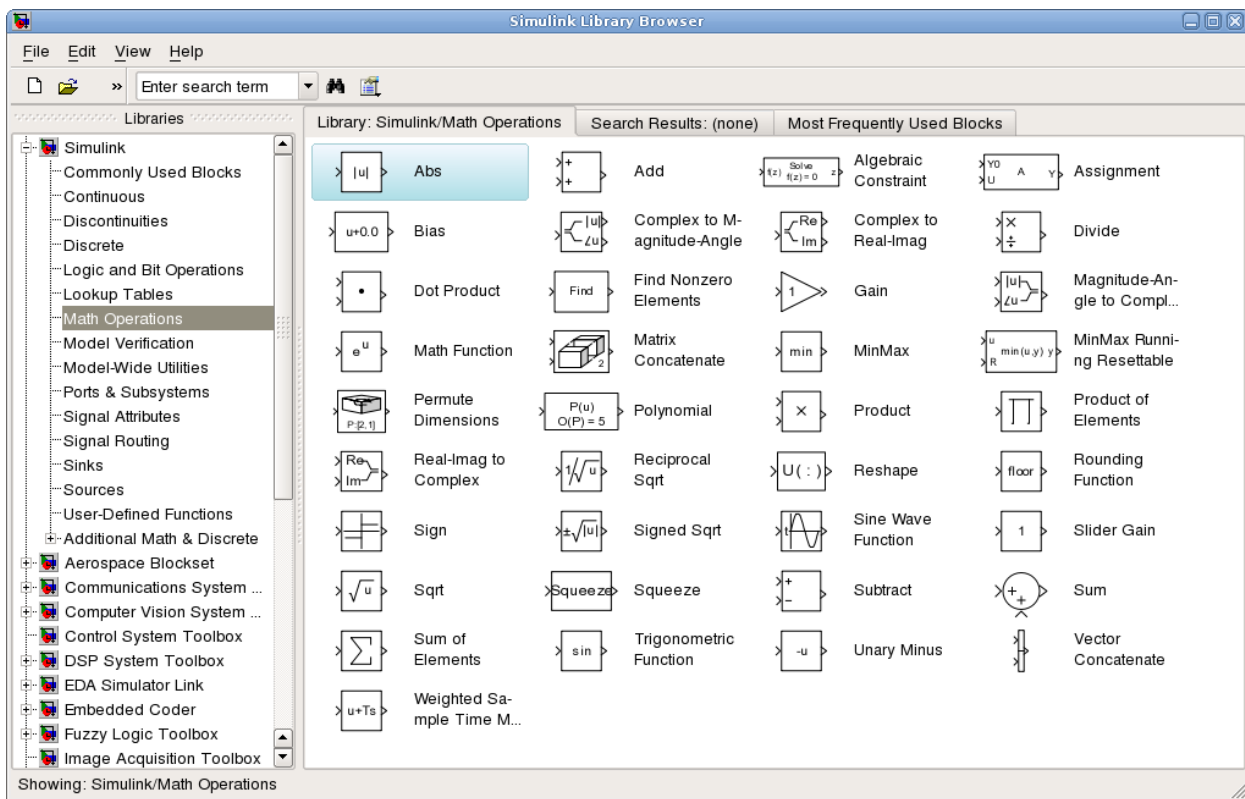 Simulink Library Browser
File Edit View Help
» Enter search term
Libraries
Simulink
Commonly Used Blocks
Continuous
Discontinuities
Discrete
Logic and Bit Operations
Lookup Tables
Math Operations
Model Verification
Model-Wide Utilities
Ports & Subsystems
Signal Attributes
Signal Routing
Sinks
Sources
User-Defined Functions
Additional Math & Discrete
Aerospace Blockset
Communications System ...
Computer Vision System ...
Control System Toolbox
DSP System Toolbox
EDA Simulator Link
Embedded Coder
Fuzzy Logic Toolbox
Image Acquisition Toolbox
Library: Simulink/Math Operations Search Results: (none) Most Frequently Used Blocks
|u| Abs
+ + Add
f(z) Solve f(z) = 0 z Algebraic
Constraint
Y0 U A Y Assignment
u+0.0 Bias
|u| ∠u Complex to M-
agnitude-Angle
Re Im Complex to
Real-Imag
× ÷ Divide
Dot Product
Find Find Nonzero
Elements
1 Gain
|u| ∠u Magnitude-An-
gle to Compl...
e^u Math Function
2 Matrix
Concatenate
min MinMax
u R min(u,y) y MinMax Runni-
ng Resettable
P:[2,1] Permute
Dimensions
P(u)
O(P) = 5 Polynomial
× Product
∏ Product of
Elements
Re Im Real-Imag to
Complex
1/√u Reciprocal
Sqrt
U( : ) Reshape
floor Rounding
Function
Sign
±√|u| Signed Sqrt
t Sine Wave
Function
1 Slider Gain
√u Sqrt
Squeeze Squeeze
+ − Subtract
+ + Sum
∑ Sum of
Elements
sin Trigonometric
Function
-u Unary Minus
Vector
Concatenate
u+Ts Weighted Sa-
mple Time M...
Showing: Simulink/Math Operations